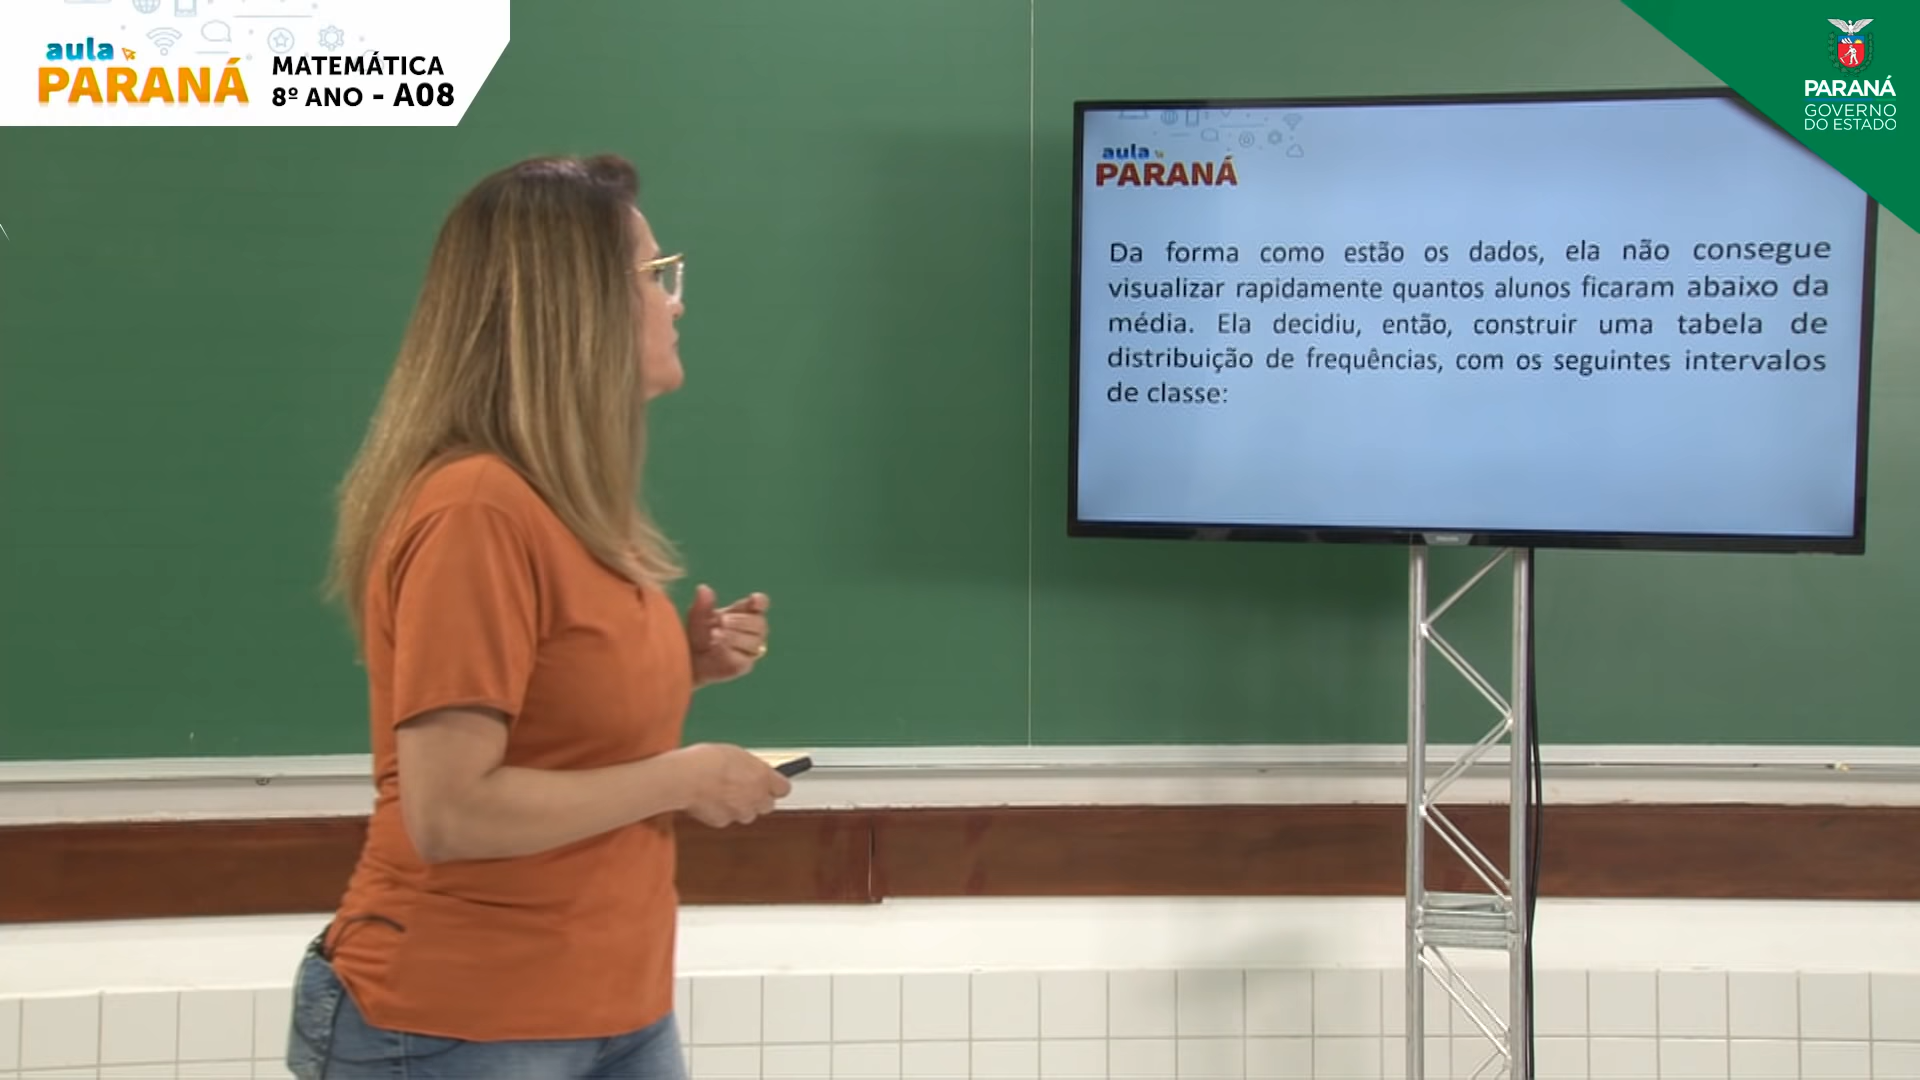 aula
PARANÁ
MATEMÁTICA
8º ANO - A08
PARANÁ
GOVERNO
DO ESTADO
aula
PARANÁ
Da forma como estão os dados, ela não consegue
visualizar rapidamente quantos alunos ficaram abaixo da
média. Ela decidiu, então, construir uma tabela de
distribuição de frequências, com os seguintes intervalos
de classe: